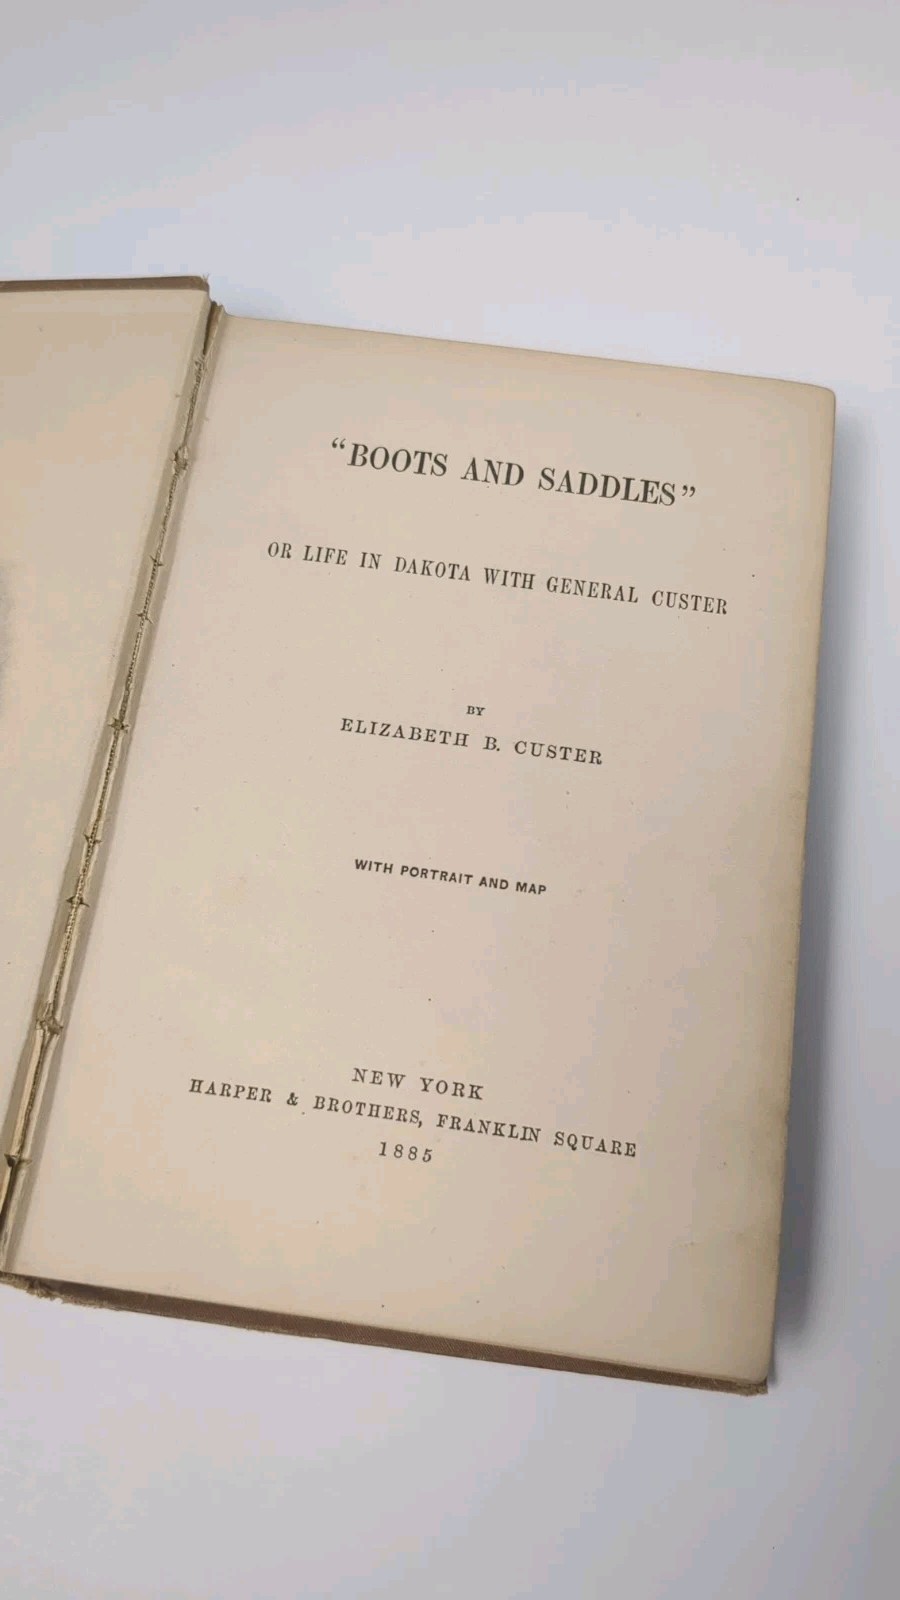 “BOOTS AND SADDLES”
OR LIFE IN DAKOTA WITH GENERAL CUSTER
BY
ELIZABETH B. CUSTER
WITH PORTRAIT AND MAP
NEW YORK
HARPER & BROTHERS, FRANKLIN SQUARE
1885